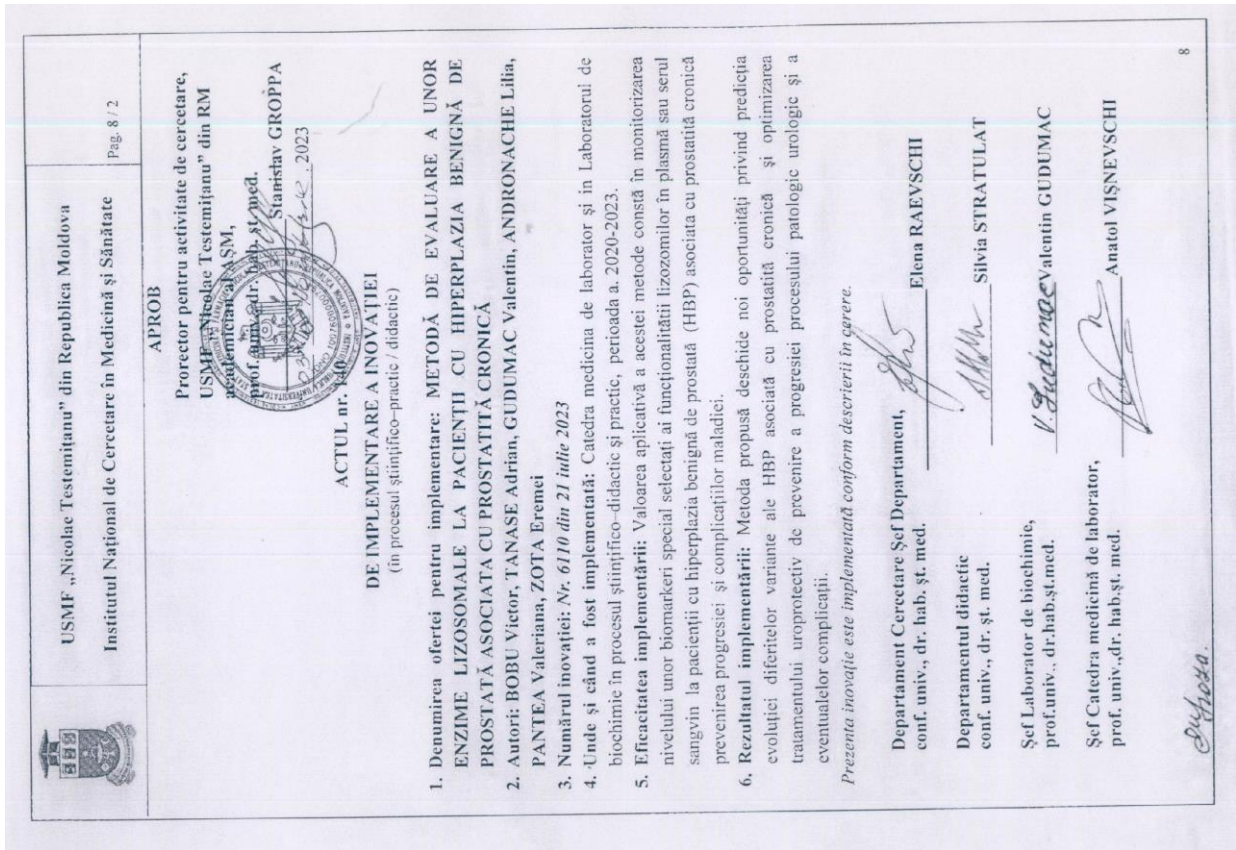 USMF „Nicolae Testemițanu” din Republica Moldova
Institutul Național de Cercetare în Medicină și Sănătate
Pag. 8 / 2
APROB
Prorector pentru activitate de cercetare,
USMF „Nicolae Testemițanu” din RM
academician al AȘM,
prof. univ., dr. hab. șt. med.
Stanislav GROPPA
2023
ACTUL nr. 140
DE IMPLEMENTARE A INOVAȚIEI
(în procesul științifico-practic / didactic)
1. Denumirea ofertei pentru implementare: METODĂ DE EVALUARE A UNOR
ENZIME LIZOSOMALE LA PACIENȚII CU HIPERPLAZIA BENIGNĂ DE
PROSTATĂ ASOCIATA CU PROSTATITĂ CRONICĂ
2. Autori: BOBU Victor, TANASE Adrian, GUDUMAC Valentin, ANDRONACHE Lilia,
PANTEA Valeriana, ZOTA Eremei
3. Numărul inovației: Nr. 6110 din 21 iulie 2023
4. Unde și când a fost implementată: Catedra medicina de laborator și în Laboratorul de
biochimie în procesul științifico–didactic și practic, perioada a. 2020-2023.
5. Eficacitatea implementării: Valoarea aplicativă a acestei metode constă în monitorizarea
nivelului unor biomarkeri special selectați ai funcționalității lizozomilor în plasmă sau serul
sangvin la pacienții cu hiperplazia benignă de prostată (HBP) asociata cu prostatită cronică
prevenirea progresiei și complicațiilor maladiei.
6. Rezultatul implementării: Metoda propusă deschide noi oportunități privind predicția
evoluției diferitelor variante ale HBP asociată cu prostatită cronică și optimizarea
tratamentului uroprotectiv de prevenire a progresiei procesului patologic urologic și a
eventualelor complicații.
Prezenta inovație este implementată conform descrierii în cerere.
Departament Cercetare Șef Departament,
conf. univ., dr. hab. șt. med. Elena RAEVSCHI
Departamentul didactic
conf. univ., dr. șt. med. Silvia STRATULAT
Șef Laborator de biochimie,
prof.univ., dr.hab.șt.med. V. Gudumac Valentin GUDUMAC
Șef Catedra medicină de laborator,
prof. univ.,dr. hab.șt. med. Anatol VIȘNEVSCHI
8